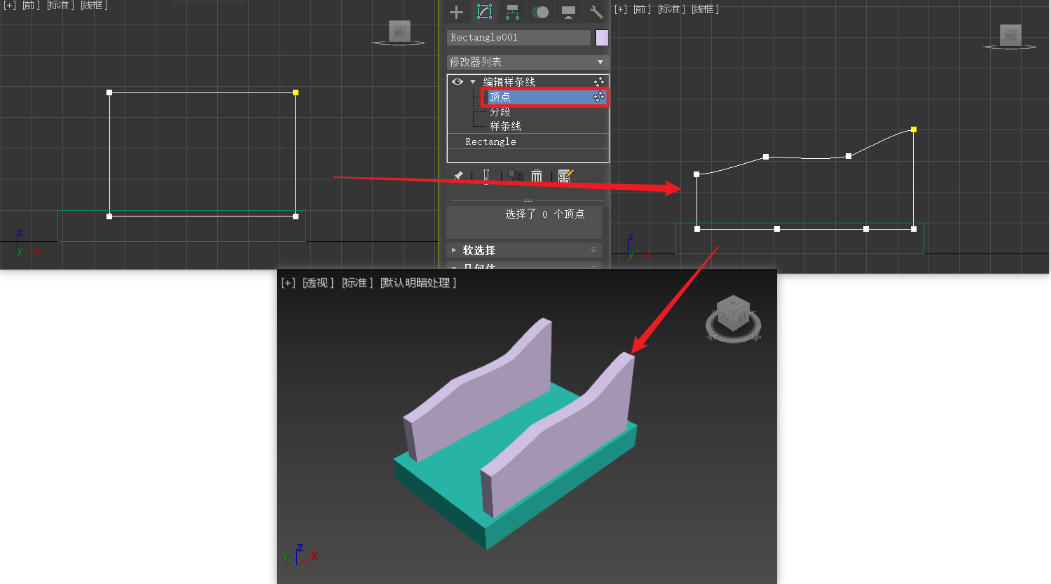 [+] [前] [标准] [线框]
Rectangle001
修改器列表
编辑样条线
顶点
分段
样条线
Rectangle
选择了 0 个顶点
软选择
几何体
z
y
x
[+] [前] [标准] [线框]
z
y
x
[+] [透视] [标准] [默认明暗处理]
z
y
x